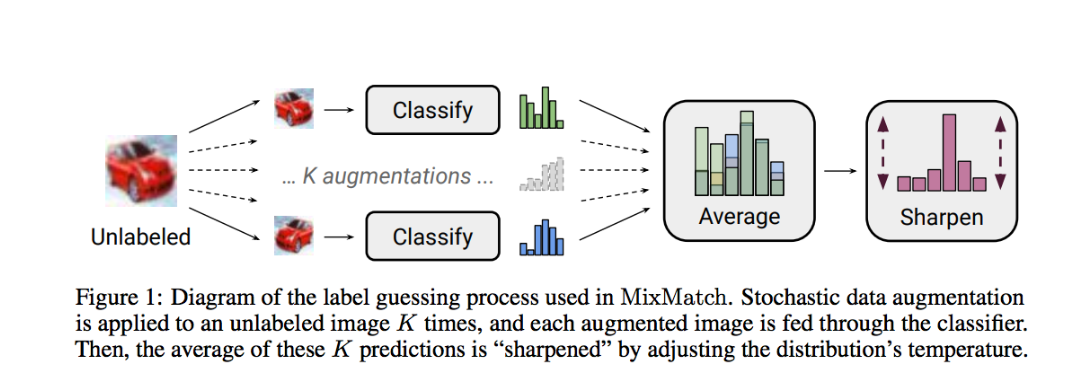 Classify
... K augmentations ...
Unlabeled
Classify
Average
Sharpen
Figure 1: Diagram of the label guessing process used in MixMatch. Stochastic data augmentation
is applied to an unlabeled image K times, and each augmented image is fed through the classifier.
Then, the average of these K predictions is “sharpened” by adjusting the distribution’s temperature.